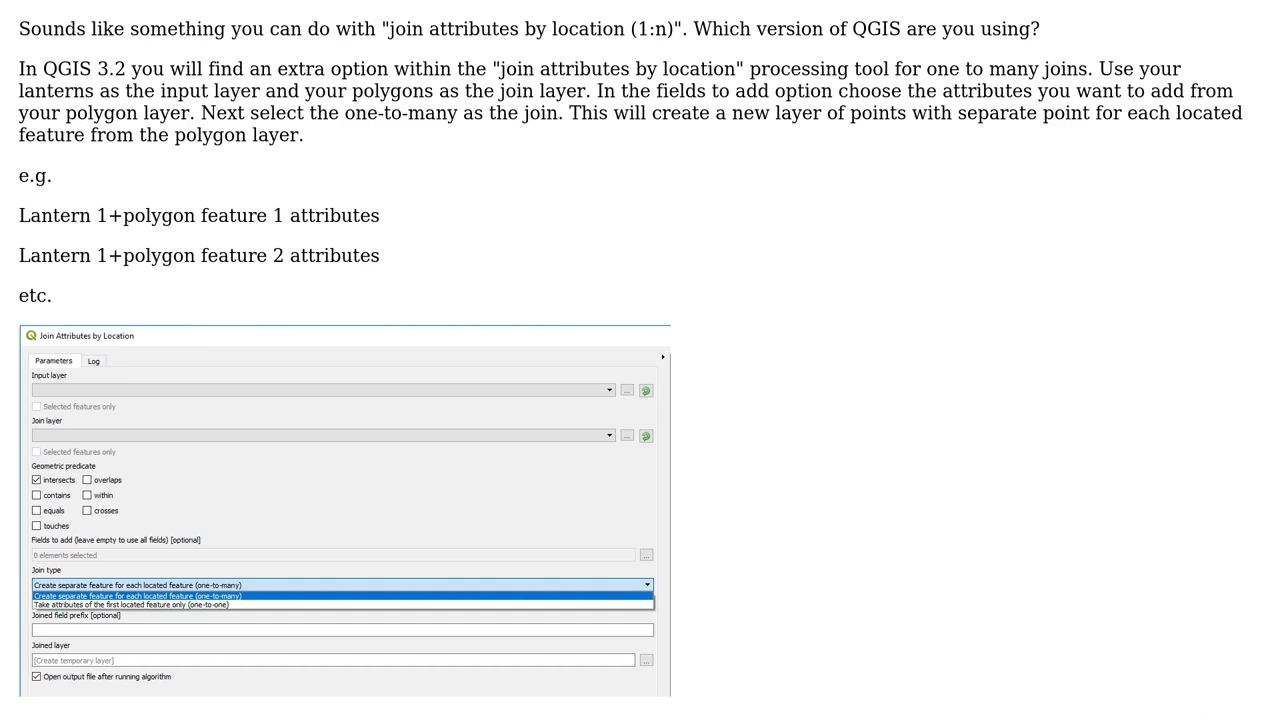 Sounds like something you can do with "join attributes by location (1:n)". Which version of QGIS are you using?
In QGIS 3.2 you will find an extra option within the "join attributes by location" processing tool for one to many joins. Use your
lanterns as the input layer and your polygons as the join layer. In the fields to add option choose the attributes you want to add from
your polygon layer. Next select the one-to-many as the join. This will create a new layer of points with separate point for each located
feature from the polygon layer.
e.g.
Lantern 1+polygon feature 1 attributes
Lantern 1+polygon feature 2 attributes
etc.
Join Attributes by Location
Parameters Log
Input layer
...
Selected features only
Join layer
...
Selected features only
Geometric predicate
intersects overlaps
contains within
equals crosses
touches
Fields to add (leave empty to use all fields) [optional]
0 elements selected ...
Join type
Create separate feature for each located feature (one-to-many)
Create separate feature for each located feature (one-to-many)
Take attributes of the first located feature only (one-to-one)
Joined field prefix [optional]
Joined layer
[Create temporary layer] ...
Open output file after running algorithm